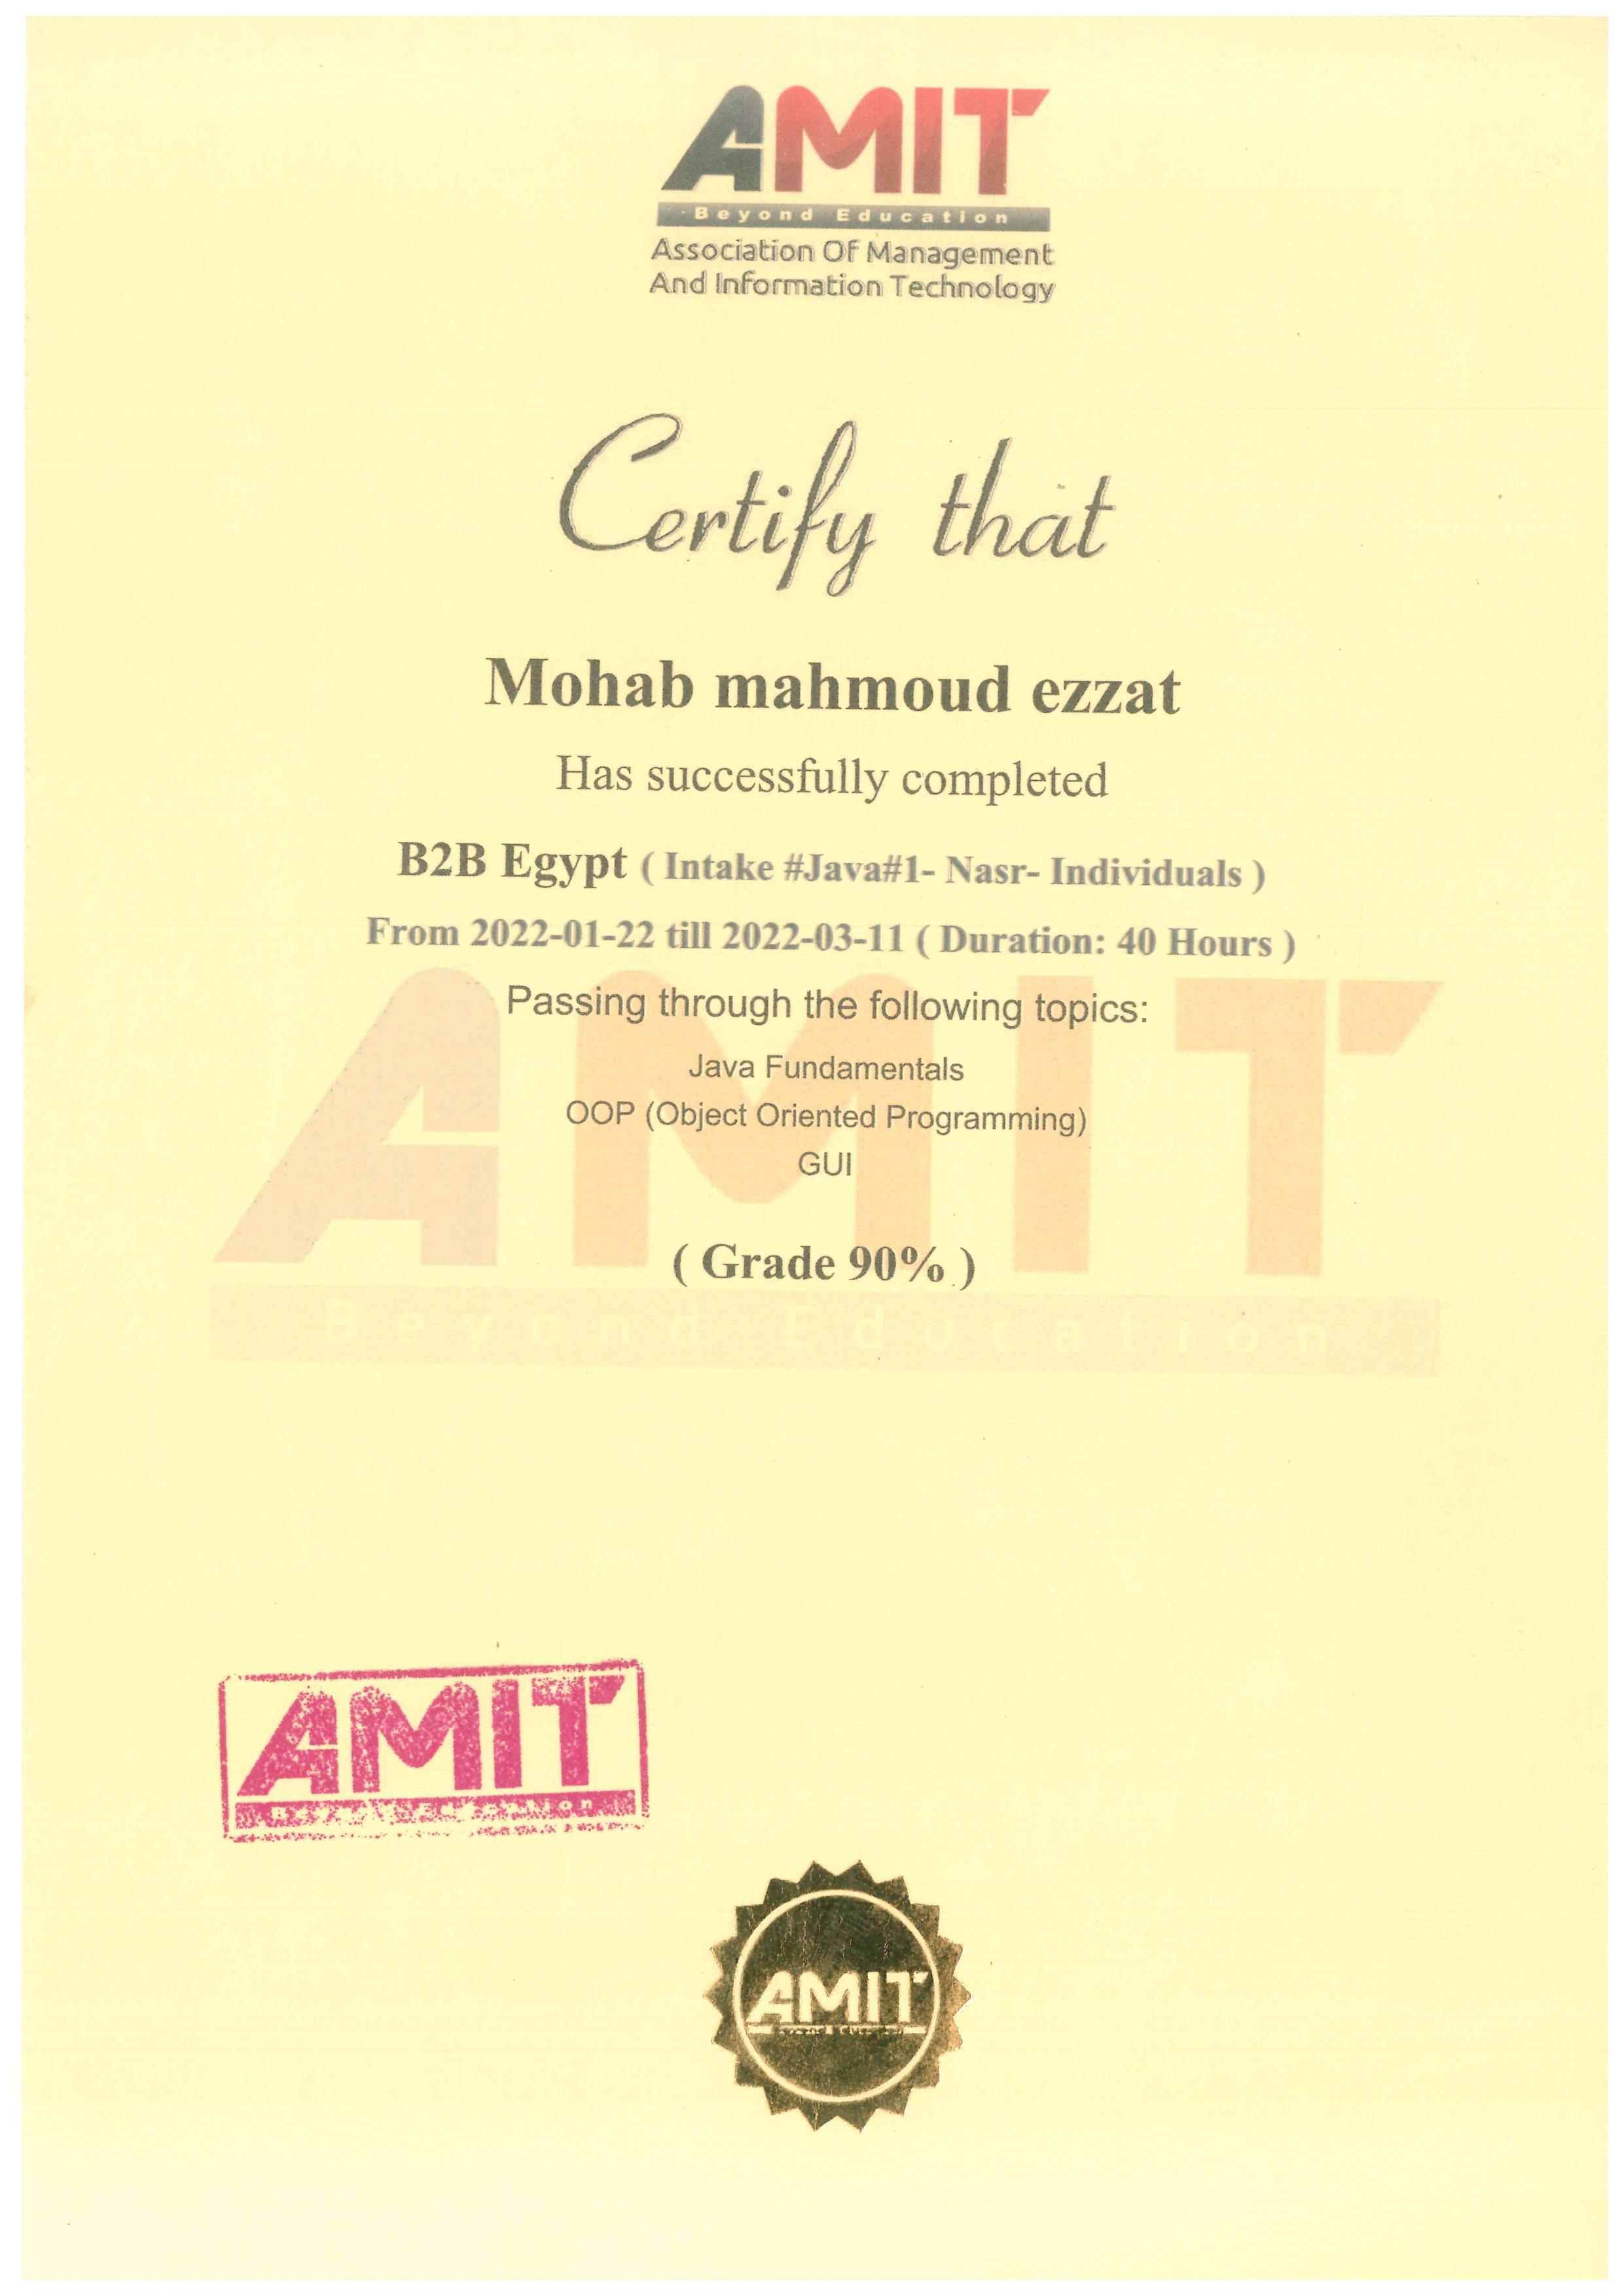 AMIT
Beyond Education
Association Of Management
And Information Technology
Certify that
Mohab mahmoud ezzat
Has successfully completed
B2B Egypt ( Intake #Java#1- Nasr- Individuals )
From 2022-01-22 till 2022-03-11 ( Duration: 40 Hours )
AMIT
Passing through the following topics:
Java Fundamentals
OOP (Object Oriented Programming)
GUI
( Grade 90% )
Beyond Education
AMIT
Beyond Education
AMIT
Beyond Education